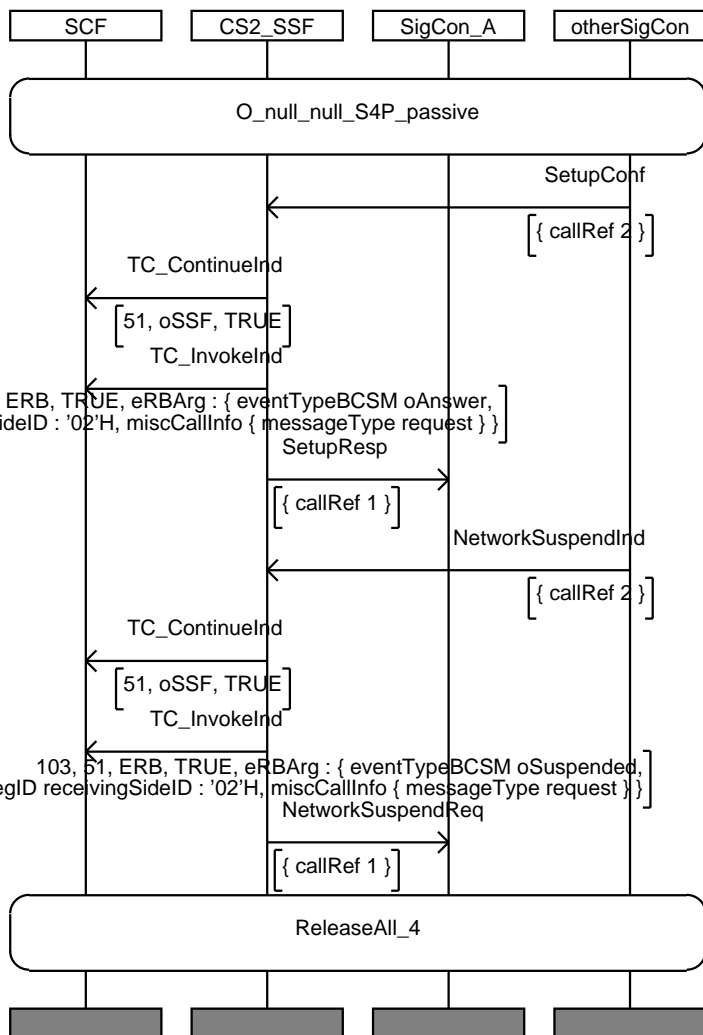 SCF CS2_SSF SigCon_A otherSigCon
O_null_null_S4P_passive
SetupConf
{ callRef 2 }
TC_ContinueInd
51, oSSF, TRUE
TC_InvokeInd
ERB, TRUE, eRBArg : { eventTypeBCSM oAnswer,
ideID : '02'H, miscCallInfo { messageType request } }
SetupResp
{ callRef 1 }
NetworkSuspendInd
{ callRef 2 }
TC_ContinueInd
51, oSSF, TRUE
TC_InvokeInd
103, 51, ERB, TRUE, eRBArg : { eventTypeBCSM oSuspended,
egID receivingSideID : '02'H, miscCallInfo { messageType request } }
NetworkSuspendReq
{ callRef 1 }
ReleaseAll_4